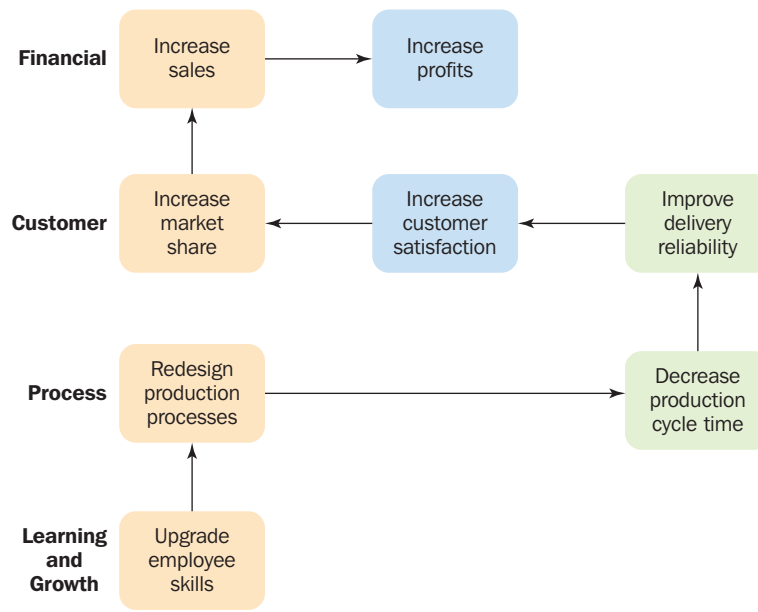 Financial
Increase
sales
Increase
profits
Customer
Increase
market
share
Increase
customer
satisfaction
Improve
delivery
reliability
Process
Redesign
production
processes
Decrease
production
cycle time
Learning
and
Growth
Upgrade
employee
skills